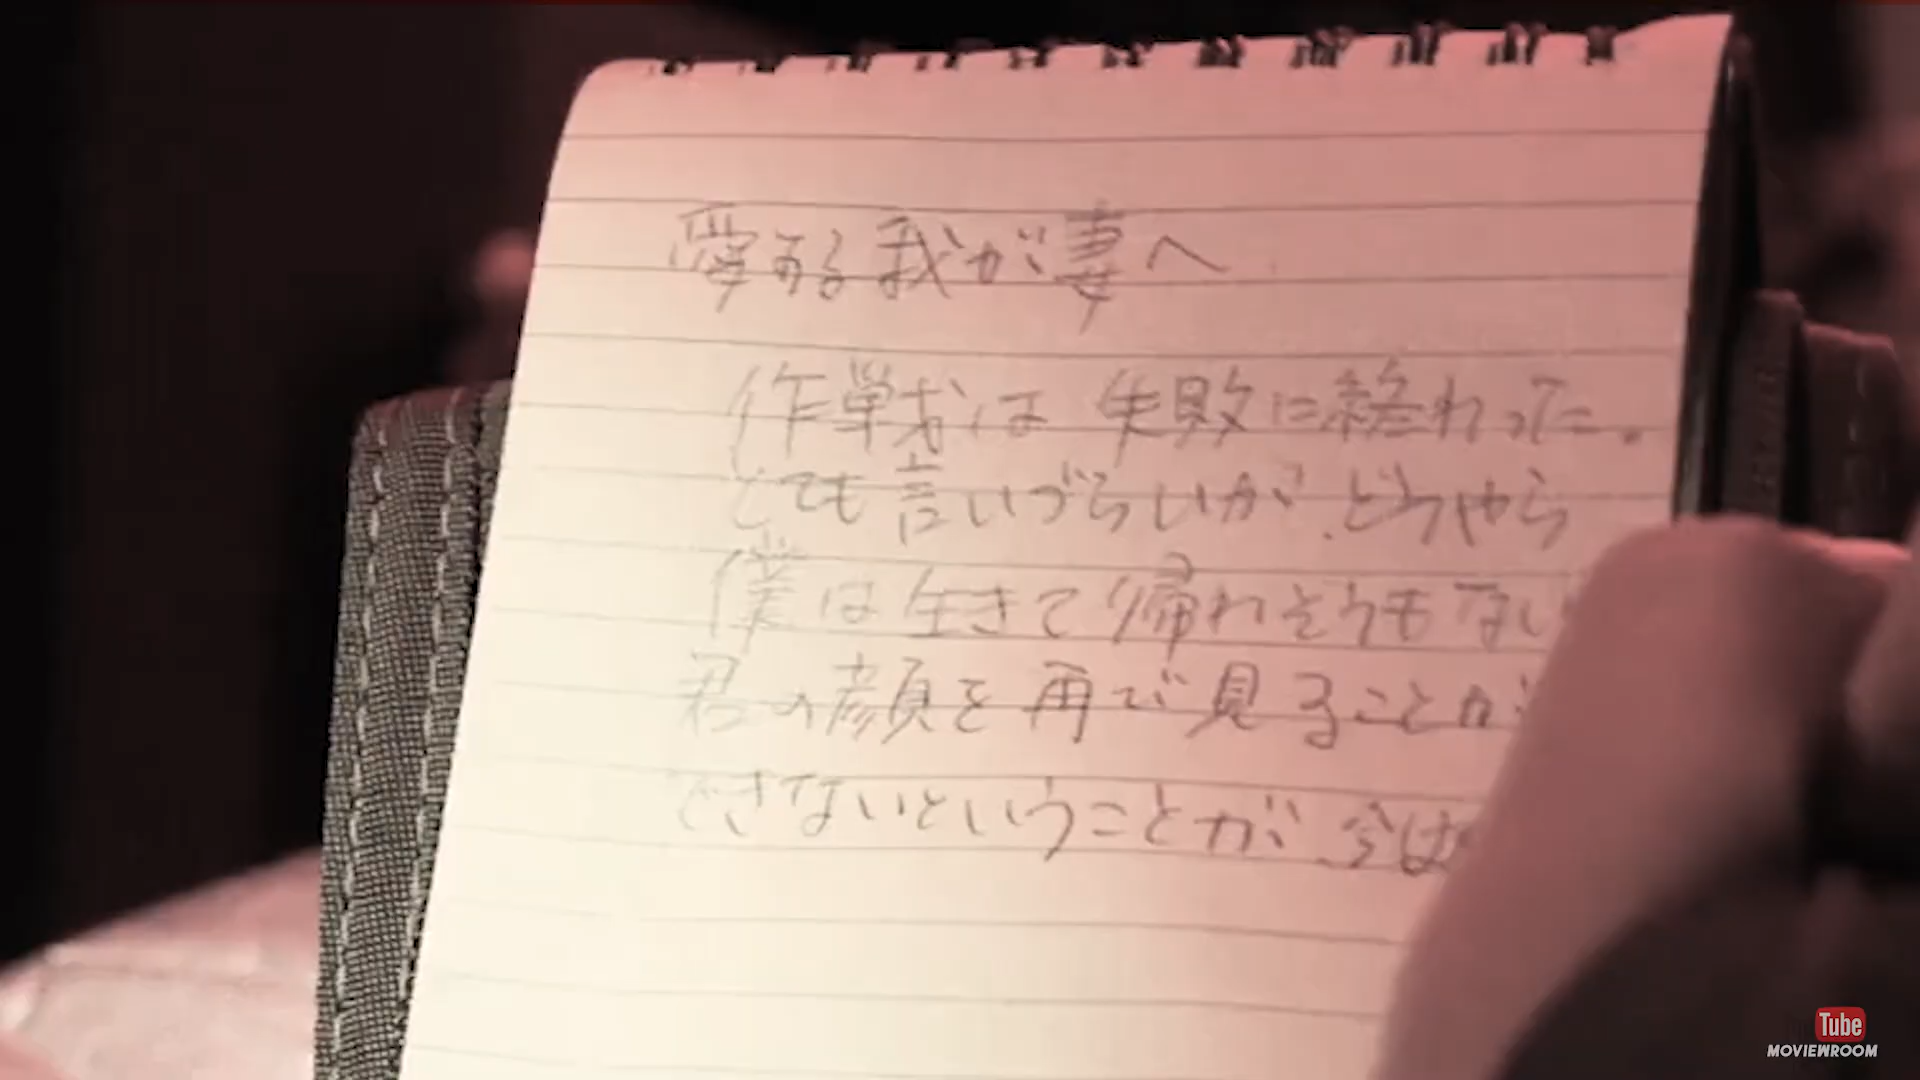 愛する我が妻へ
作戦は失敗に終わった。
とても言いづらいが、どうやら
僕は生きて帰れそうもない
君の顔を再び見ることが
できないということが、今は
Tube
MOVIEWROOM